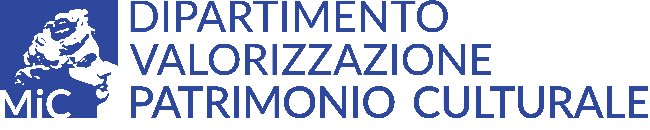 DIPARTIMENTO
VALORIZZAZIONE
PATRIMONIO CULTURALE
MiC